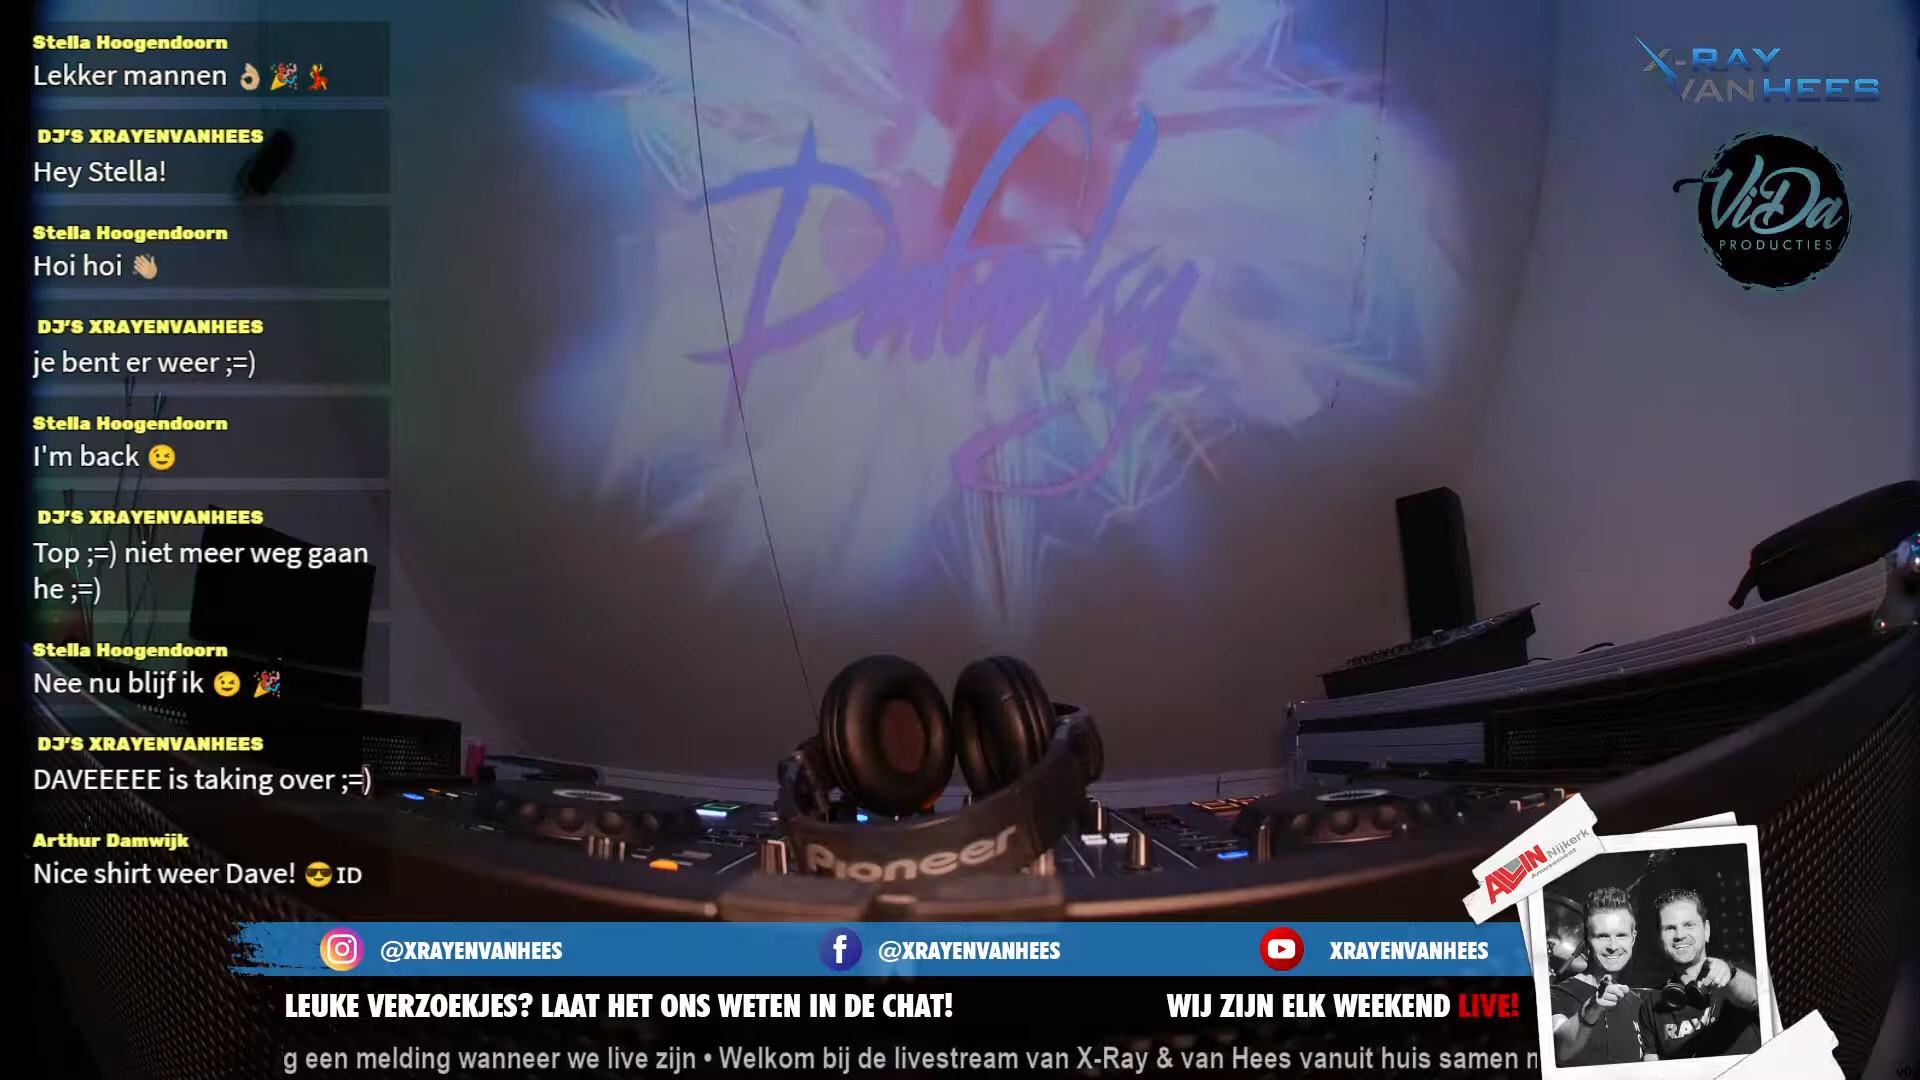 Stella Hoogendoorn
Lekker mannen 👌🏼 🎉 💃
DJ'S XRAYENVANHEES
Hey Stella!
Stella Hoogendoorn
Hoi hoi 👋🏼
DJ'S XRAYENVANHEES
je bent er weer ;=)
Stella Hoogendoorn
I'm back 😉
DJ'S XRAYENVANHEES
Top ;=) niet meer weg gaan
he ;=)
Stella Hoogendoorn
Nee nu blijf ik 😉 🎉
DJ'S XRAYENVANHEES
DAVEEEEE is taking over ;=)
Arthur Damwijk
Nice shirt weer Dave! 😎 ID
X-RAY
VAN HEES
ViDa
PRODUCTIES
Pioneer
ALLIN Nijkerk
Amusement
@XRAYENVANHEES
@XRAYENVANHEES
XRAYENVANHEES
LEUKE VERZOEKJES? LAAT HET ONS WETEN IN DE CHAT!
WIJ ZIJN ELK WEEKEND LIVE!
g een melding wanneer we live zijn • Welkom bij de livestream van X-Ray & van Hees vanuit huis samen